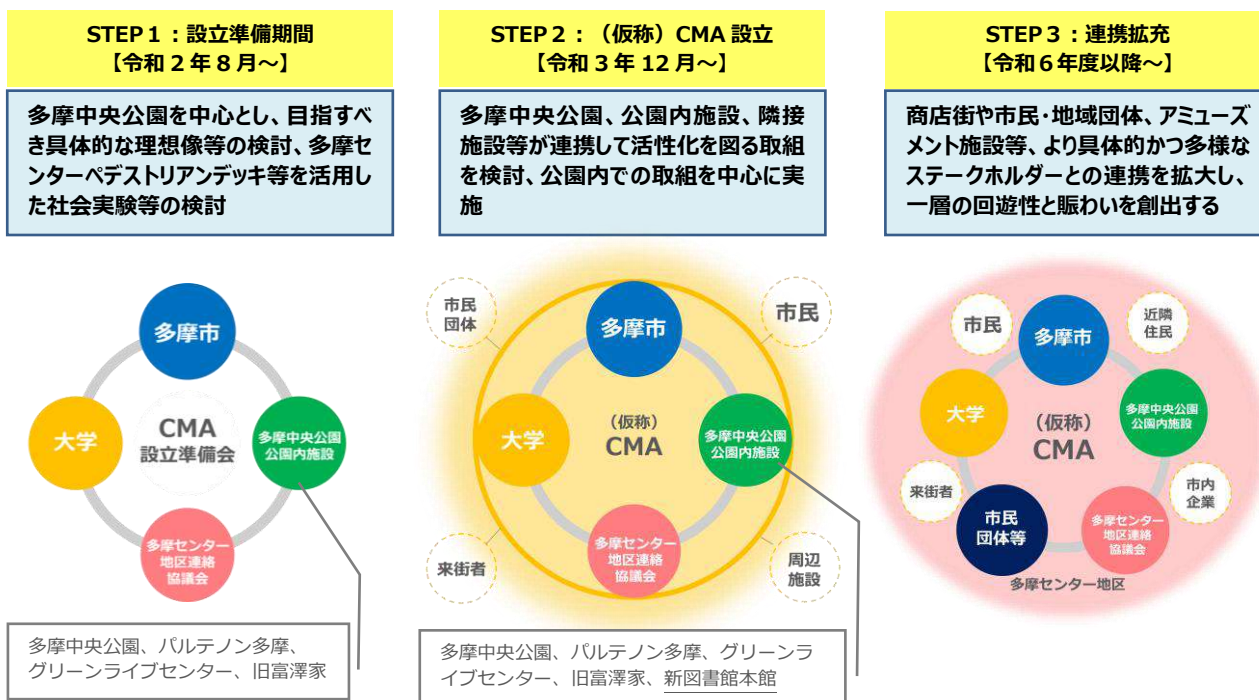 STEP1：設立準備期間
【令和2年8月～】
多摩中央公園を中心とし、目指すべ
き具体的な理想像等の検討、多摩セ
ンターペデストリアンデッキ等を活用し
た社会実験等の検討
多摩市
大学
CMA
設立準備会
多摩中央公園
公園内施設
多摩センター
地区連絡
協議会
多摩中央公園、パルテノン多摩、
グリーンライブセンター、旧富澤家
STEP2：（仮称）CMA設立
【令和3年12月～】
多摩中央公園、公園内施設、隣接
施設等が連携して活性化を図る取組
を検討、公園内での取組を中心に実
施
市民
団体
多摩市
市民
大学
（仮称）
CMA
多摩中央公園
公園内施設
来街者
多摩センター
地区連絡
協議会
周辺
施設
多摩中央公園、パルテノン多摩、グリーンラ
イブセンター、旧富澤家、新図書館本館
STEP3：連携拡充
【令和6年度以降～】
商店街や市民・地域団体、アミューズ
メント施設等、より具体的かつ多様な
ステークホルダーとの連携を拡大し、
一層の回遊性と賑わいを創出する
市民
多摩市
近隣
住民
大学
（仮称）
CMA
多摩中央公園
公園内施設
来街者
市内
企業
市民
団体等
多摩センター
地区連絡
協議会
多摩センター地区